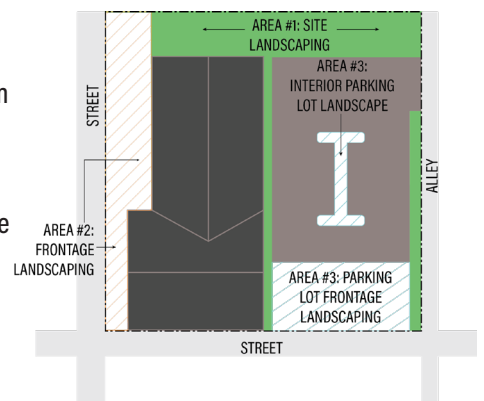 AREA #1: SITE
LANDSCAPING
AREA #3:
INTERIOR PARKING
LOT LANDSCAPE
STREET
ALLEY
AREA #2:
FRONTAGE
LANDSCAPING
AREA #3: PARKING
LOT FRONTAGE
LANDSCAPING
STREET